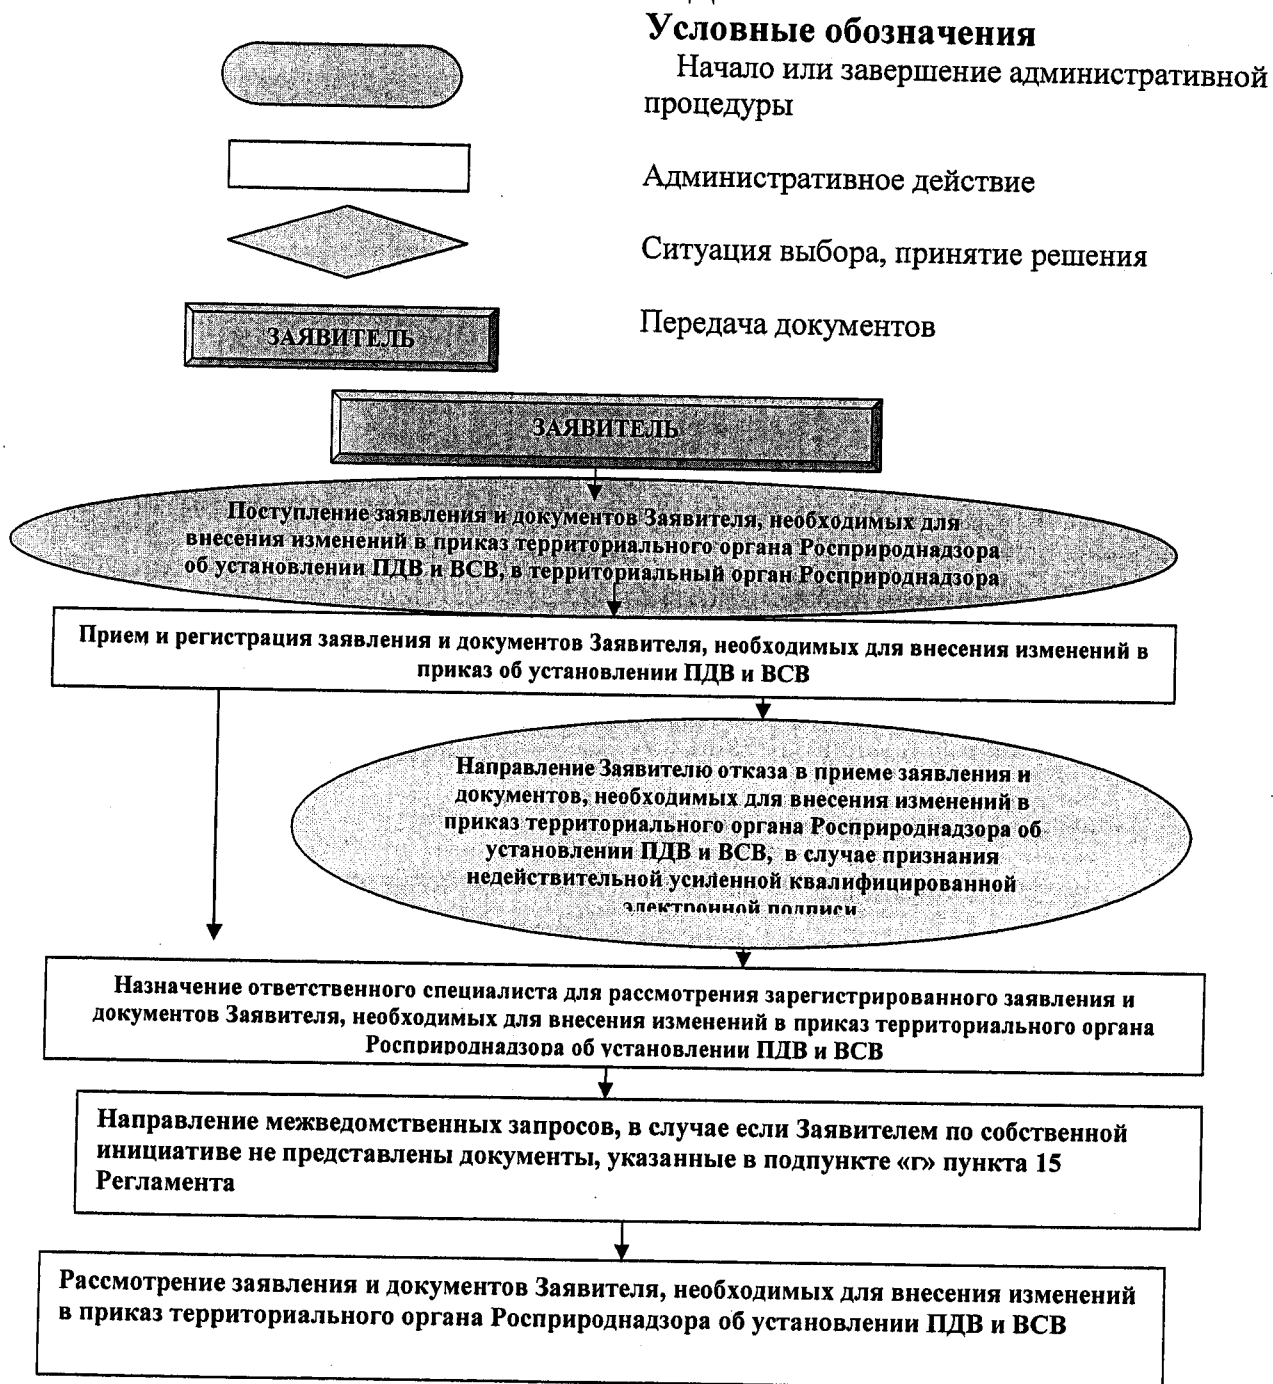 Условные обозначения
Начало или завершение административной
процедуры
Административное действие
Ситуация выбора, принятие решения
ЗАЯВИТЕЛЬ
Передача документов
ЗАЯВИТЕЛЬ
Поступление заявления и документов Заявителя, необходимых для
внесения изменений в приказ территориального органа Росприроднадзора
об установлении ПДВ и ВСВ, в территориальный орган Росприроднадзора
Прием и регистрация заявления и документов Заявителя, необходимых для внесения изменений в
приказ об установлении ПДВ и ВСВ
Направление Заявителю отказа в приеме заявления и
документов, необходимых для внесения изменений в
приказ территориального органа Росприроднадзора об
установлении ПДВ и ВСВ, в случае признания
недействительной усиленной квалифицированной
электронной подписи
Назначение ответственного специалиста для рассмотрения зарегистрированного заявления и
документов Заявителя, необходимых для внесения изменений в приказ территориального органа
Росприроднадзора об установлении ПДВ и ВСВ
Направление межведомственных запросов, в случае если Заявителем по собственной
инициативе не представлены документы, указанные в подпункте «г» пункта 15
Регламента
Рассмотрение заявления и документов Заявителя, необходимых для внесения изменений
в приказ территориального органа Росприроднадзора об установлении ПДВ и ВСВ